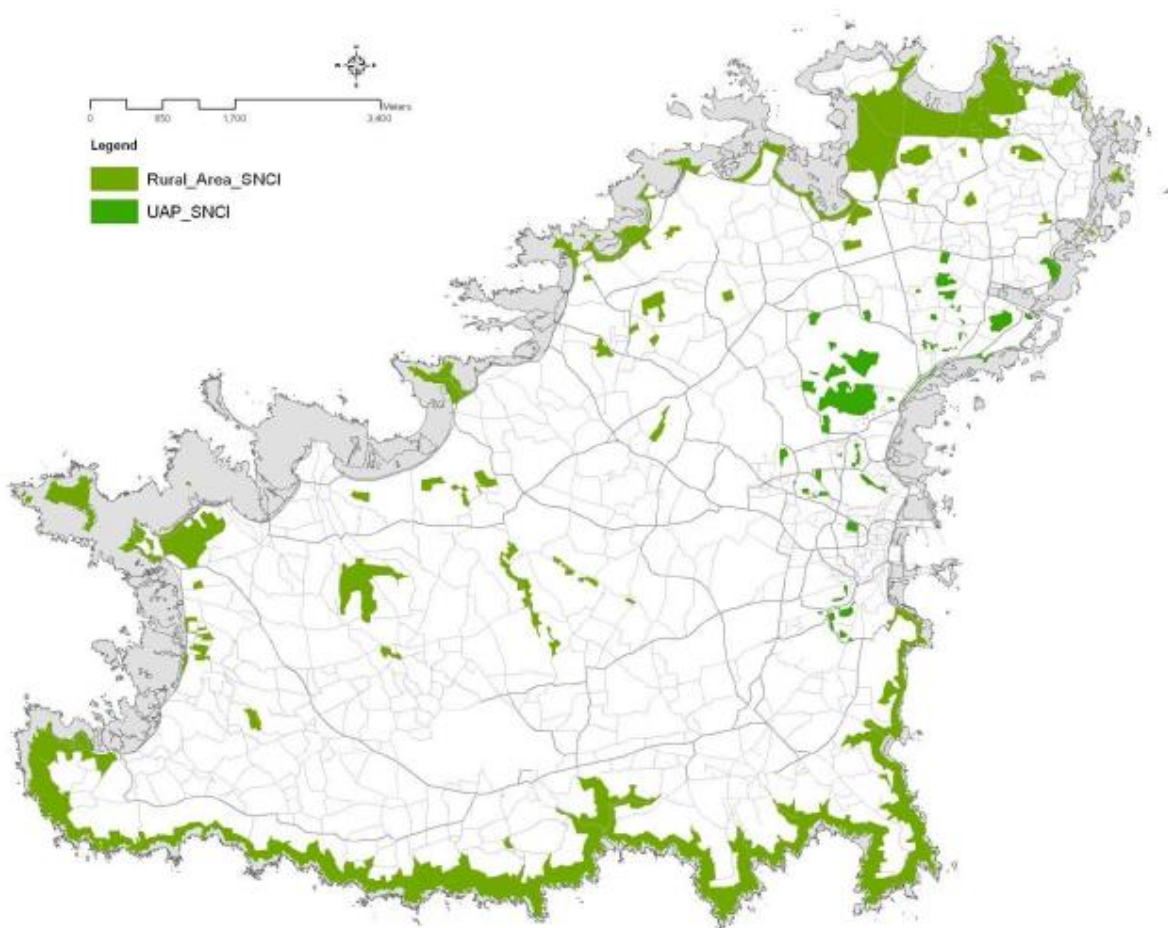 N
W E
S
Meters
0 850 1,700 3,400
Legend
Rural_Area_SNCI
UAP_SNCI